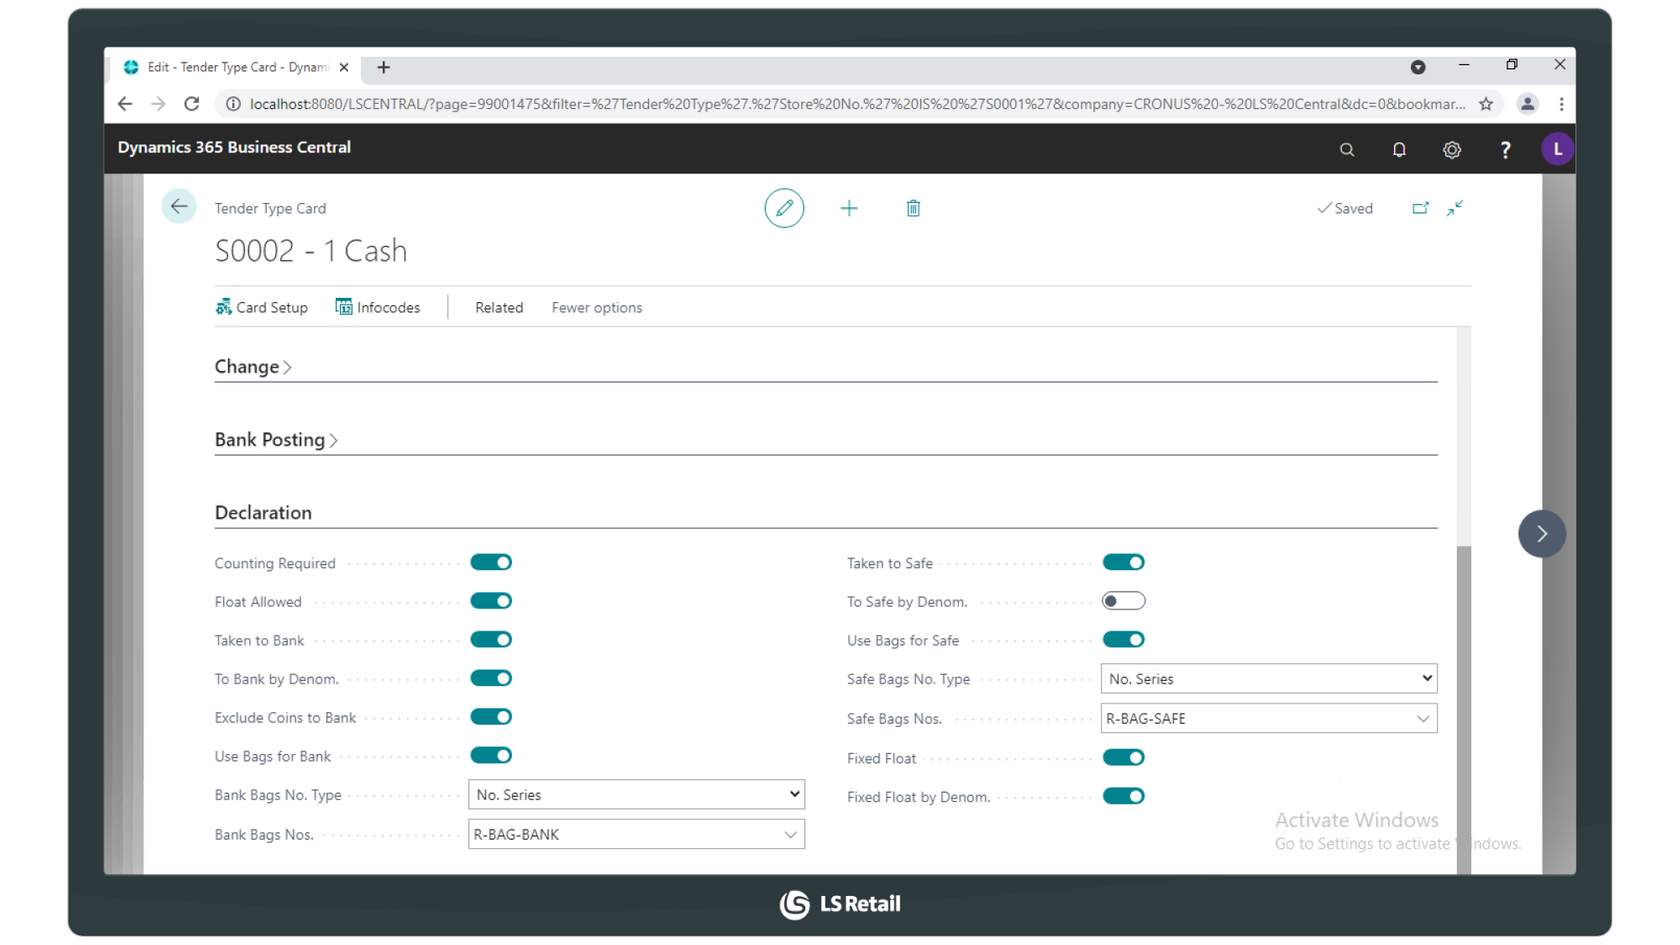 Edit - Tender Type Card - Dynam
localhost:8080/LSCENTRAL/?page=99001475&filter=%27Tender%20Type%27.%27Store%20No.%27%20IS%20%27S0001%27&company=CRONUS%20-%20LS%20Central&dc=0&bookmar...
Dynamics 365 Business Central
? L
Tender Type Card
Saved
S0002 - 1 Cash
Card Setup Infocodes Related Fewer options
Change
Bank Posting
Declaration
Counting Required
Float Allowed
Taken to Bank
To Bank by Denom.
Exclude Coins to Bank
Use Bags for Bank
Bank Bags No. Type No. Series
Bank Bags Nos. R-BAG-BANK
Taken to Safe
To Safe by Denom.
Use Bags for Safe
Safe Bags No. Type No. Series
Safe Bags Nos. R-BAG-SAFE
Fixed Float
Fixed Float by Denom.
Activate Windows
Go to Settings to activate Windows.
LS Retail